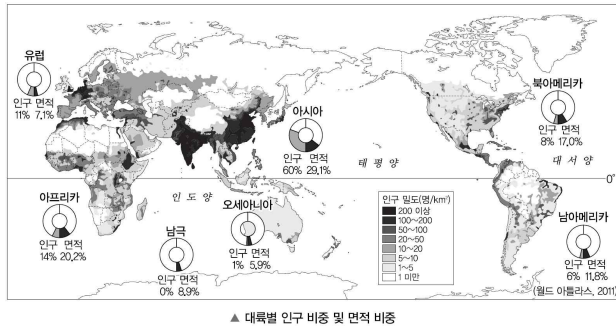 유럽
인구 면적
11% 7.1%
아시아
인구 면적
60% 29.1%
동해
북아메리카
인구 면적
8% 17.0%
태평양
대서양
0°
인도양
아프리카
인구 면적
14% 20.2%
남극
인구 면적
0% 8.9%
오세아니아
인구 면적
1% 5.9%
인구 밀도(명/km²)
200 이상
100~200
50~100
20~50
10~20
5~10
1~5
1 미만
남아메리카
인구 면적
6% 11.8%
(월드 아틀라스, 2011)
▲ 대륙별 인구 비중 및 면적 비중